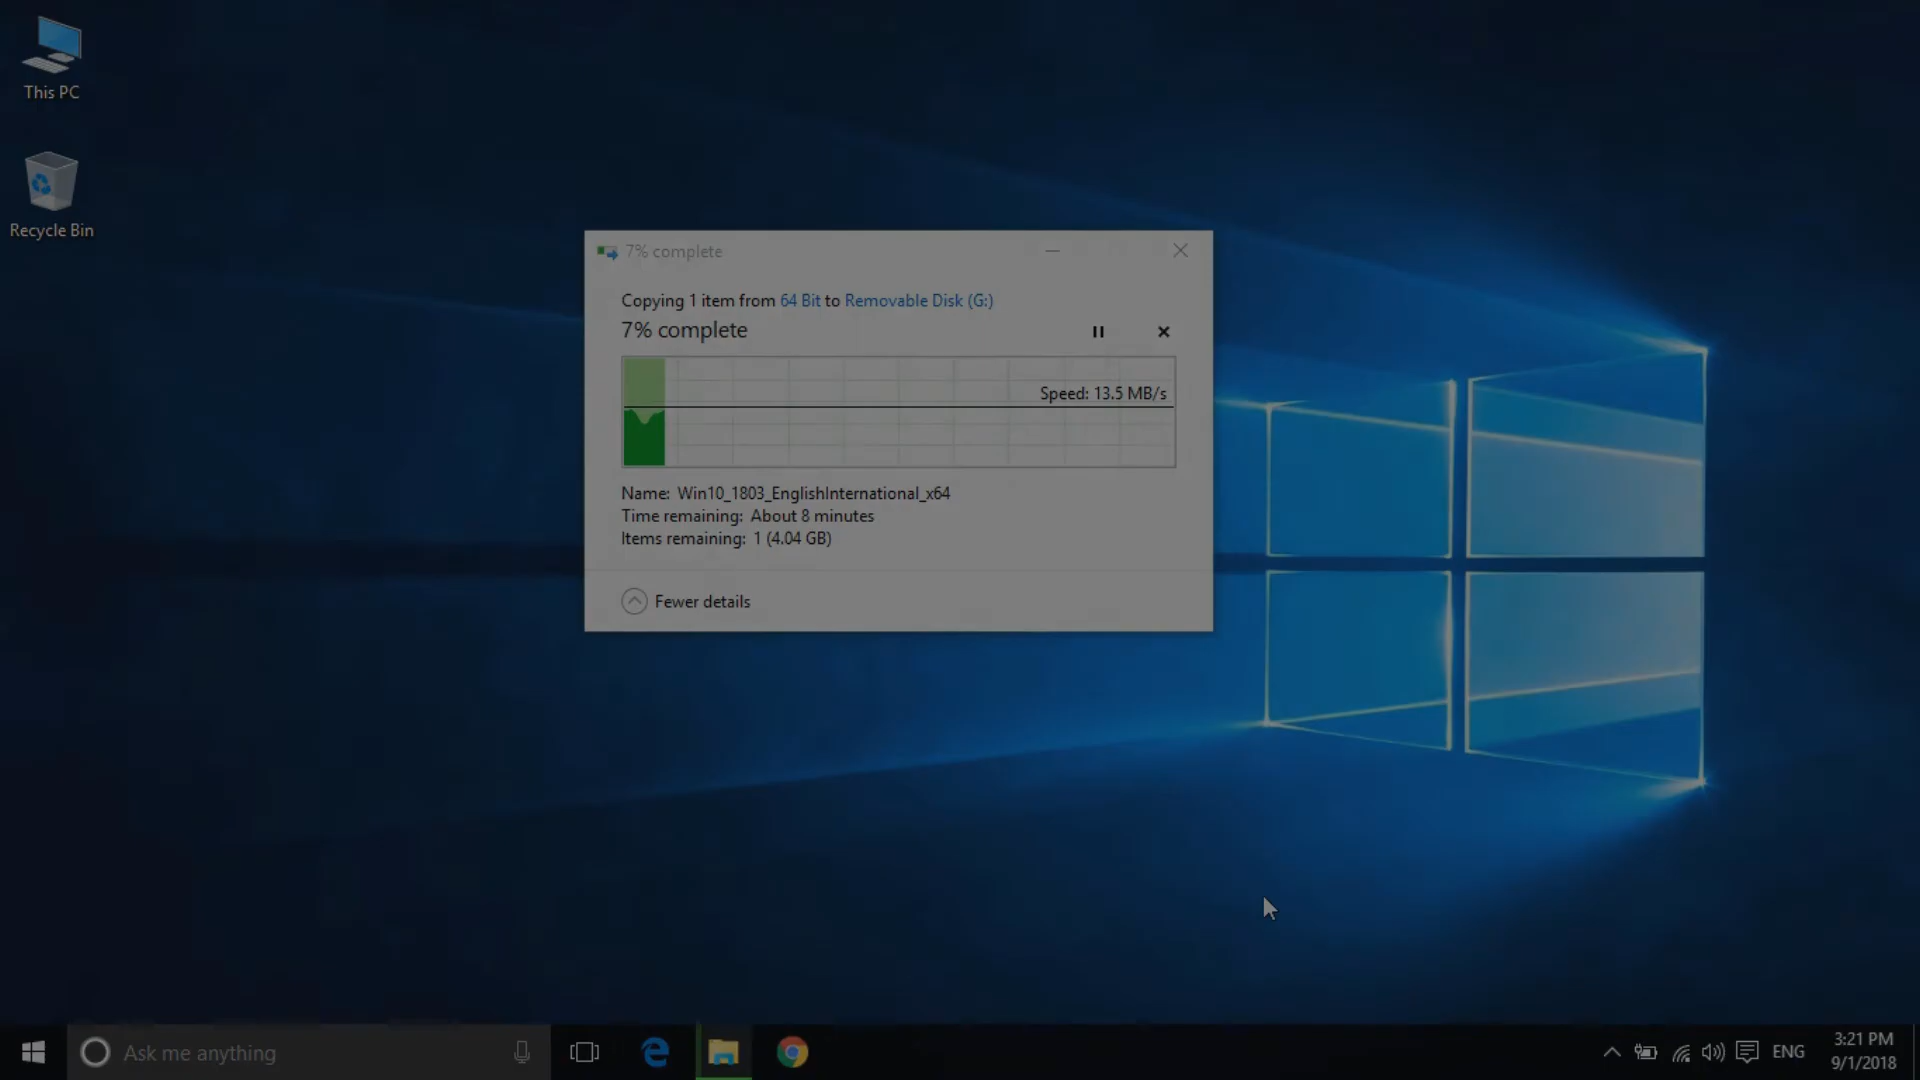 This PC
Recycle Bin
7% complete
Copying 1 item from 64 Bit to Removable Disk (G:)
7% complete
Speed: 13.5 MB/s
Name: Win10_1803_EnglishInternational_x64
Time remaining: About 8 minutes
Items remaining: 1 (4.04 GB)
Fewer details
Ask me anything
ENG
3:21 PM
9/1/2018